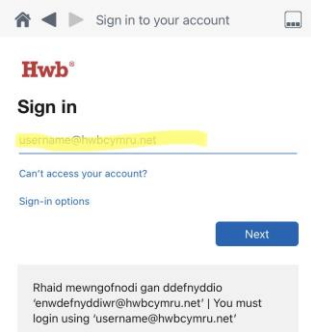 Sign in to your account
Hwb
Sign in
username@hwbcymru.net
Can't access your account?
Sign-in options
Next
Rhaid mewngofnodi gan ddefnyddio
'enwdefnyddiwr@hwbcymru.net' | You must
login using 'username@hwbcymru.net'